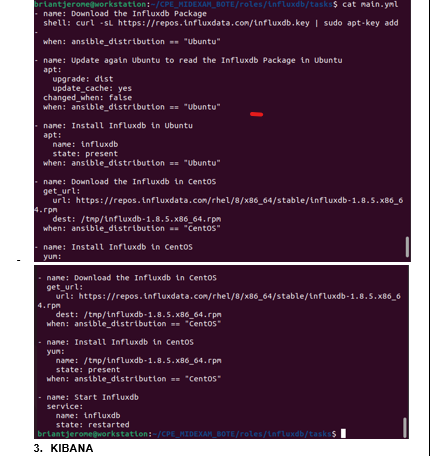 briantjerome@workstation:~/CPE_MIDEXAM_BOTE/roles/influxdb/tasks$ cat main.yml
- name: Download the Influxdb Package
shell: curl -sL https://repos.influxdata.com/influxdb.key | sudo apt-key add
-
when: ansible_distribution == "Ubuntu"
- name: Update again Ubuntu to read the Influxdb Package in Ubuntu
apt:
upgrade: dist
update_cache: yes
changed_when: false
when: ansible_distribution == "Ubuntu"
- name: Install Influxdb in Ubuntu
apt:
name: influxdb
state: present
when: ansible_distribution == "Ubuntu"
- name: Download the Influxdb in CentOS
get_url:
url: https://repos.influxdata.com/rhel/8/x86_64/stable/influxdb-1.8.5.x86_6
4.rpm
dest: /tmp/influxdb-1.8.5.x86_64.rpm
when: ansible_distribution == "CentOS"
- name: Install Influxdb in CentOS
yum:
-
- name: Download the Influxdb in CentOS
get_url:
url: https://repos.influxdata.com/rhel/8/x86_64/stable/influxdb-1.8.5.x86_6
4.rpm
dest: /tmp/influxdb-1.8.5.x86_64.rpm
when: ansible_distribution == "CentOS"
- name: Install Influxdb in CentOS
yum:
name: /tmp/influxdb-1.8.5.x86_64.rpm
state: present
when: ansible_distribution == "CentOS"
- name: Start Influxdb
service:
name: influxdb
state: restarted
briantjerome@workstation:~/CPE_MIDEXAM_BOTE/roles/influxdb/tasks$
3. KIBANA